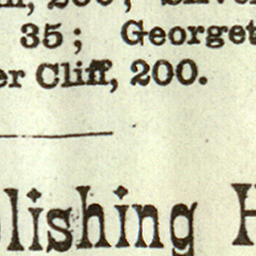 35; Georget
er Cliff, 200.
lishing H